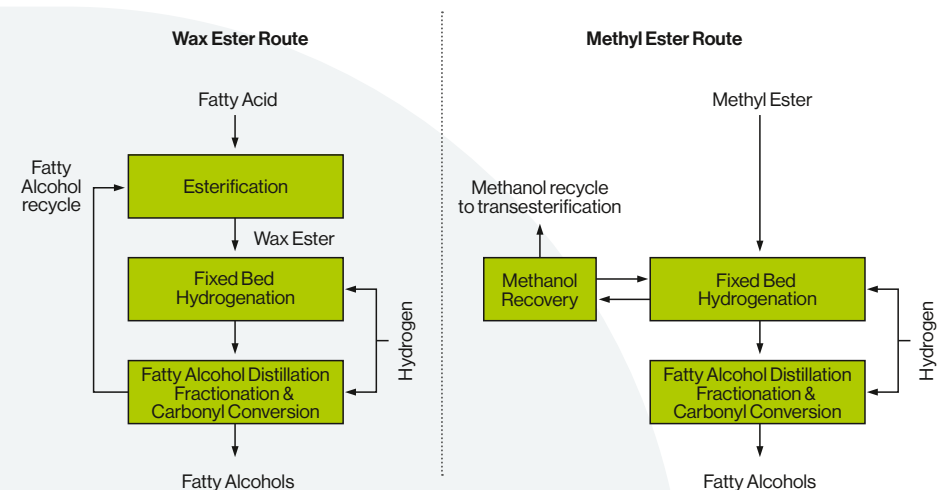 Wax Ester Route
Fatty Acid
Fatty
Alcohol
recycle
Esterification
Wax Ester
Fixed Bed
Hydrogenation
Hydrogen
Fatty Alcohol Distillation
Fractionation &
Carbonyl Conversion
Fatty Alcohols
Methyl Ester Route
Methyl Ester
Methanol recycle
to transesterification
Methanol
Recovery
Fixed Bed
Hydrogenation
Hydrogen
Fatty Alcohol Distillation
Fractionation &
Carbonyl Conversion
Fatty Alcohols